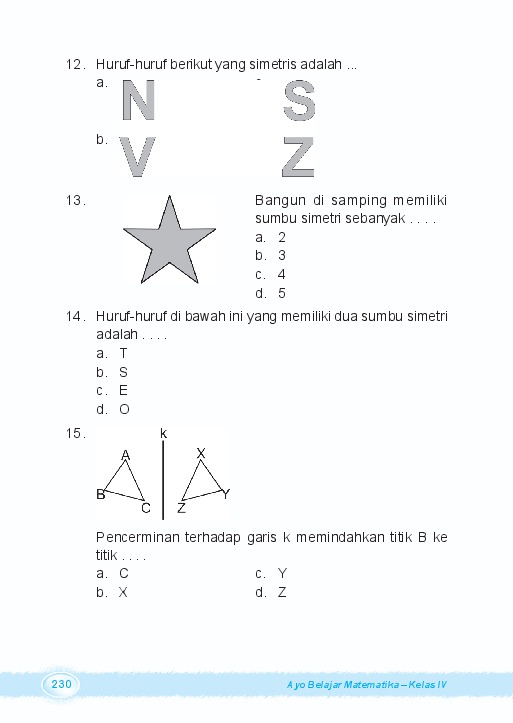 12. Huruf-huruf berikut yang simetris adalah ...
a. N S
b. V Z
13. Bangun di samping memiliki
sumbu simetri sebanyak . . . .
a. 2
b. 3
c. 4
d. 5
14. Huruf-huruf di bawah ini yang memiliki dua sumbu simetri
adalah . . . .
a. T
b. S
c. E
d. O
15. k
A X
B Y
C Z
Pencerminan terhadap garis k memindahkan titik B ke
titik . . . .
a. C c. Y
b. X d. Z
230 Ayo Belajar Matematika – Kelas IV